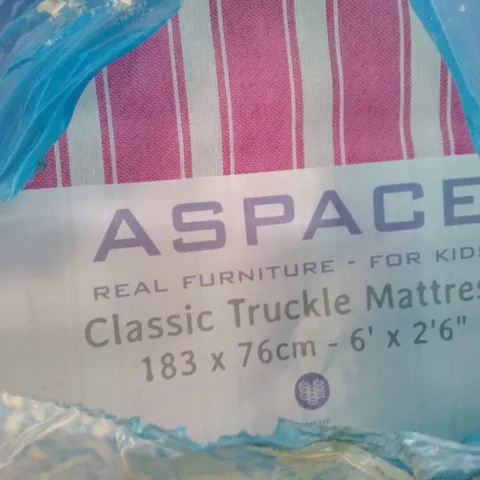 ASPACE
REAL FURNITURE - FOR KIDS
Classic Truckle Mattres
183 x 76cm - 6' x 2'6"